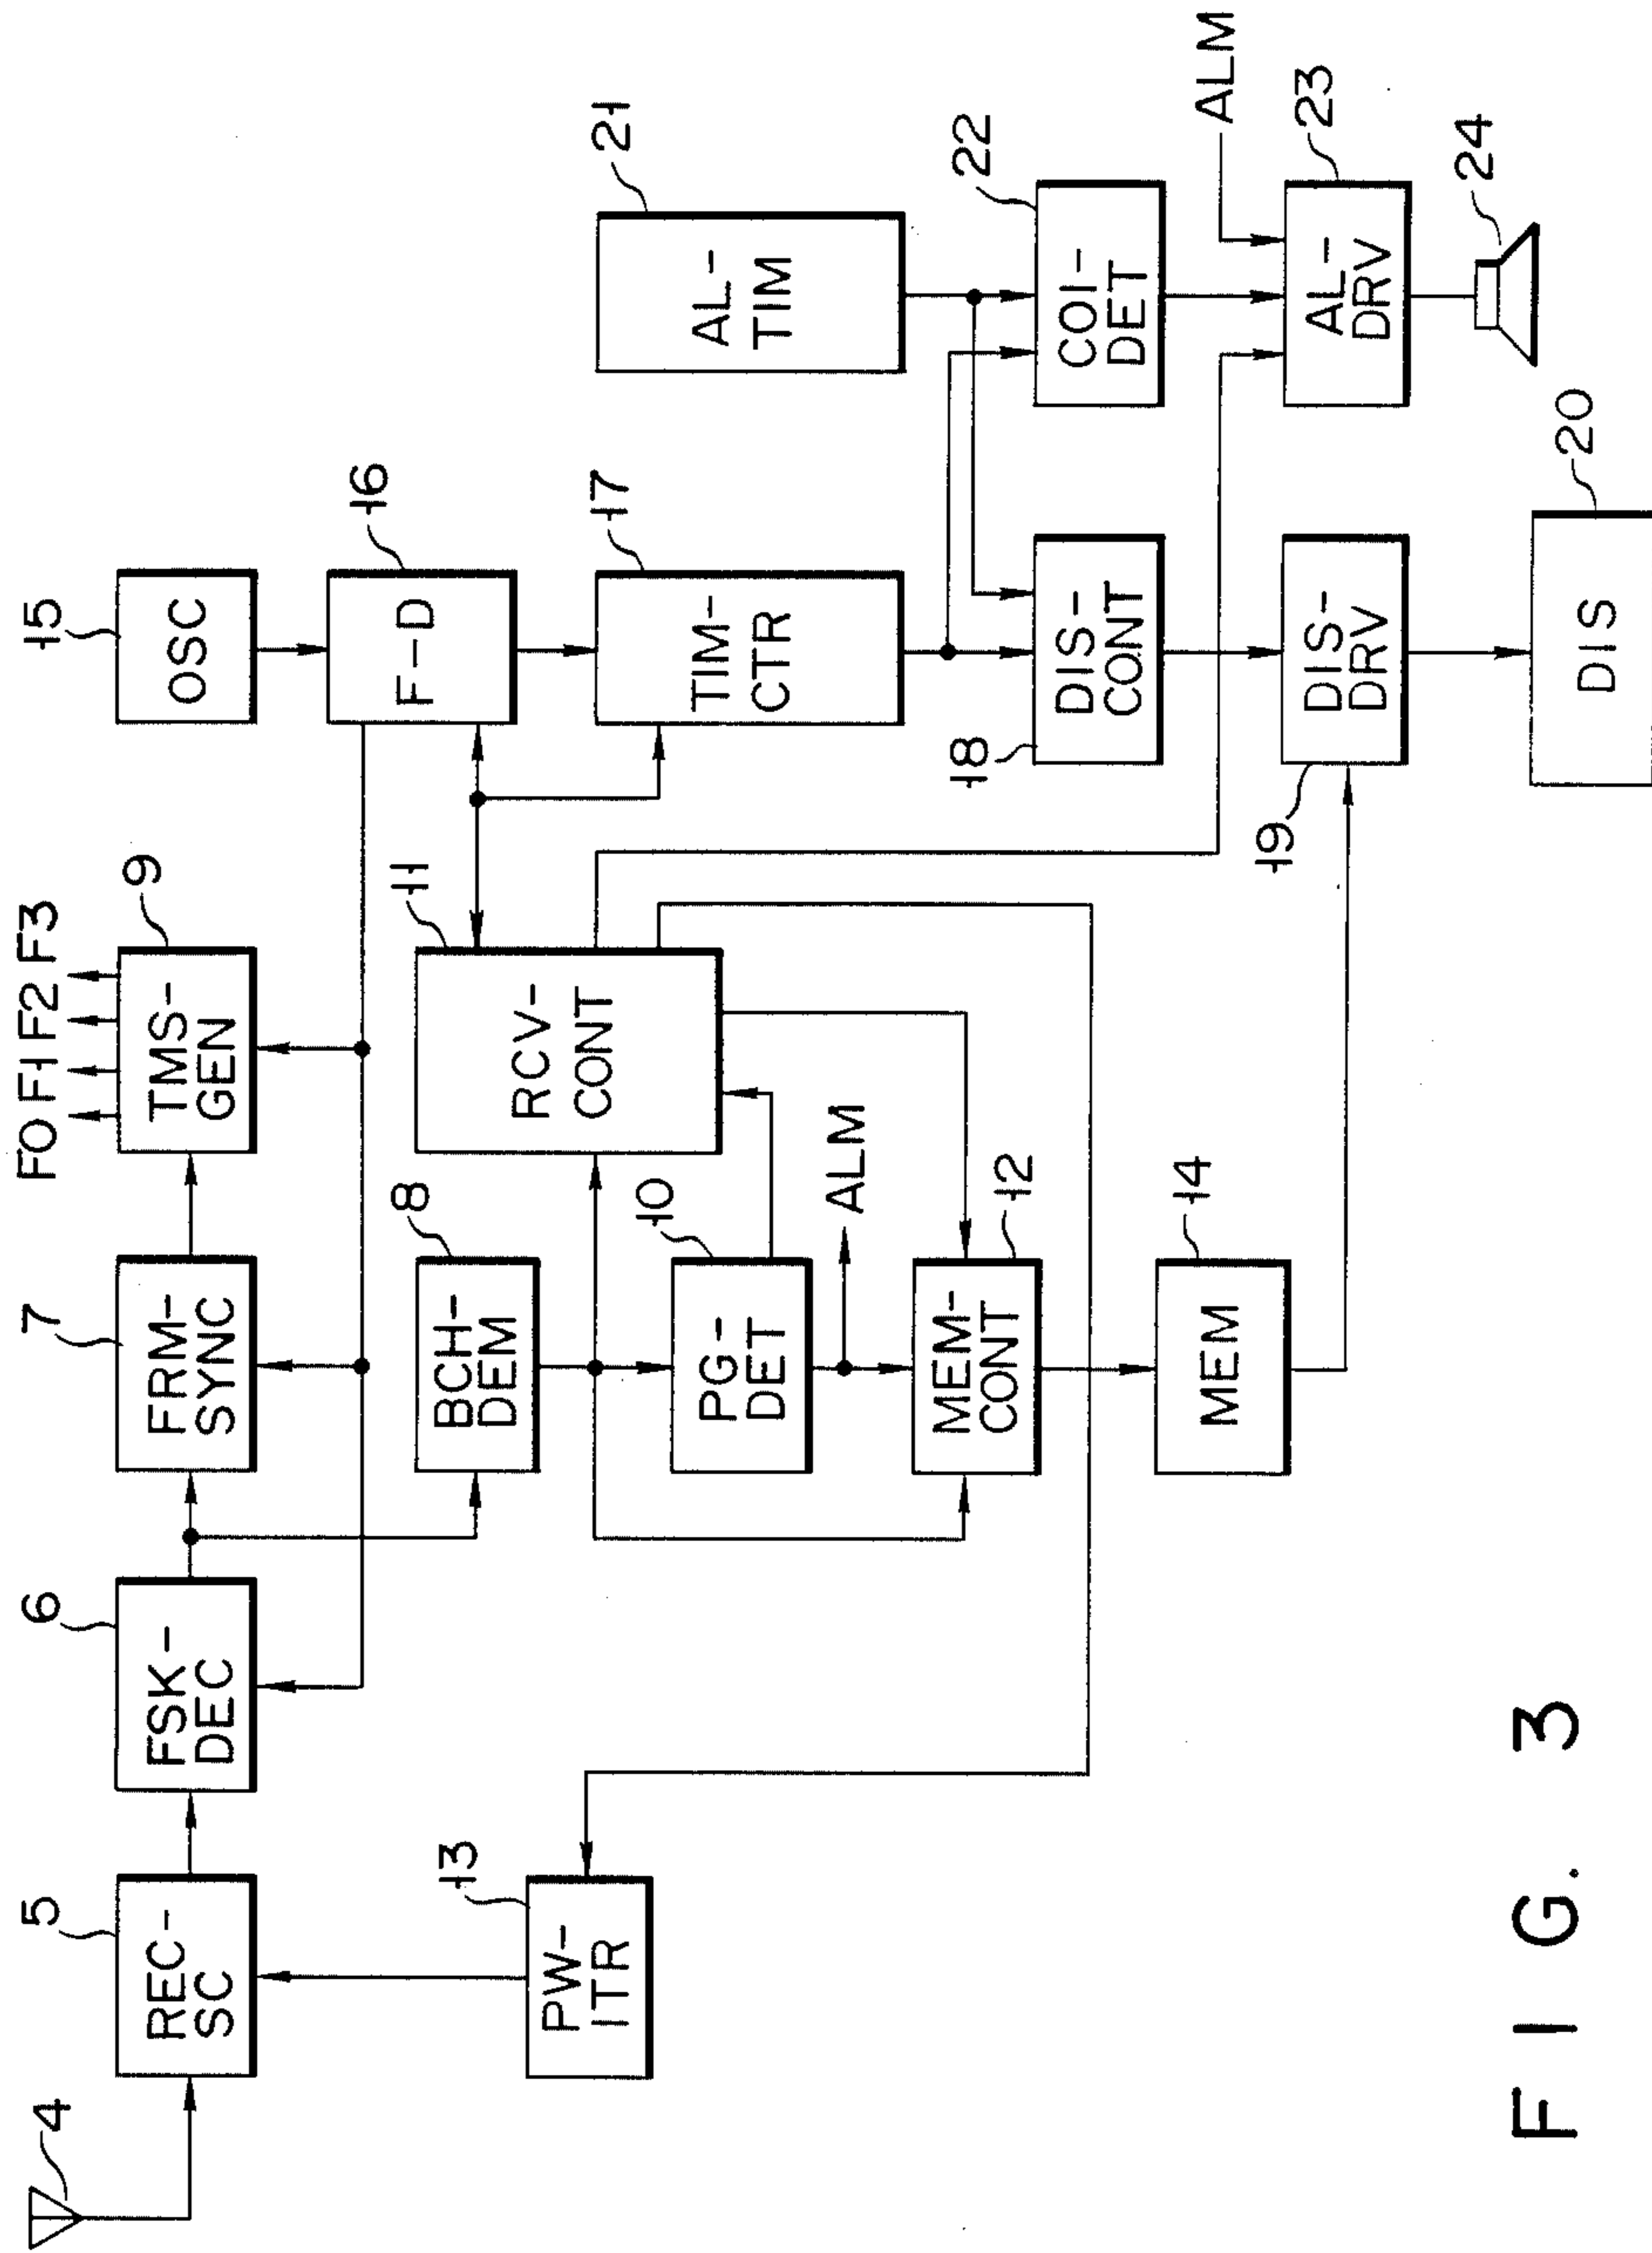 4
5
REC-
SC
6
FSK-
DEC
7
FRM-
SYNC
F0 F1 F2 F3
9
TMS-
GEN
15
OSC
16
F-D
8
BCH-
DEM
11
RCV-
CONT
13
PW-
ITR
10
PG-
DET
ALM
12
MEM-
CONT
14
MEM
17
TIM-
CTR
21
AL-
TIM
18
DIS-
CONT
22
COI-
DET
ALM
19
DIS-
DRV
23
AL-
DRV
20
DIS
24
FIG. 3